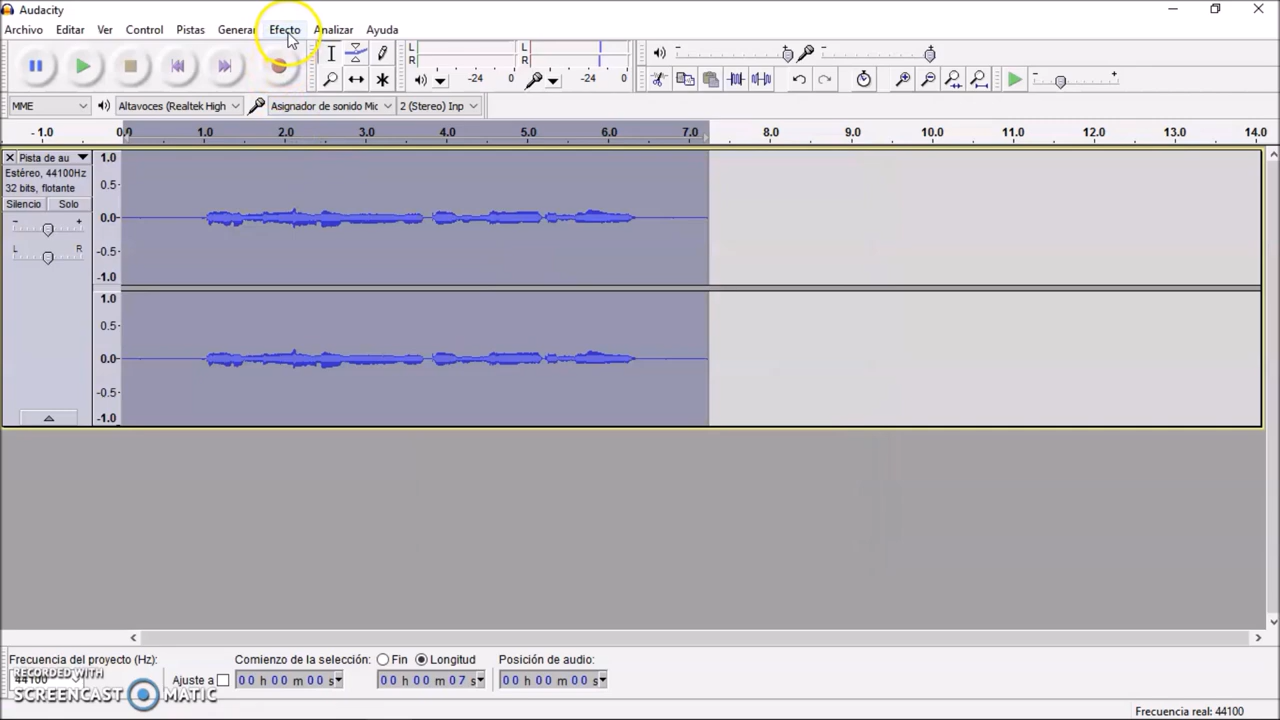 Audacity
Archivo Editar Ver Control Pistas Generar Efecto Analizar Ayuda
L R -24 0 L R -24 0
MME Altavoces (Realtek High Asignador de sonido Mic 2 (Stereo) Inp
-1.0 0.0 1.0 2.0 3.0 4.0 5.0 6.0 7.0 8.0 9.0 10.0 11.0 12.0 13.0 14.0
Pista de au
Estéreo, 44100Hz
32 bits, flotante
Silencio Solo
- +
L R
1.0
0.5
0.0
-0.5
-1.0
1.0
0.5
0.0
-0.5
-1.0
Frecuencia del proyecto (Hz): Comienzo de la selección: Fin Longitud Posición de audio:
44100 Ajuste a 00 h 00 m 00 s 00 h 00 m 07 s 00 h 00 m 00 s
RECORDED WITH
SCREENCAST MATIC
Frecuencia real: 44100